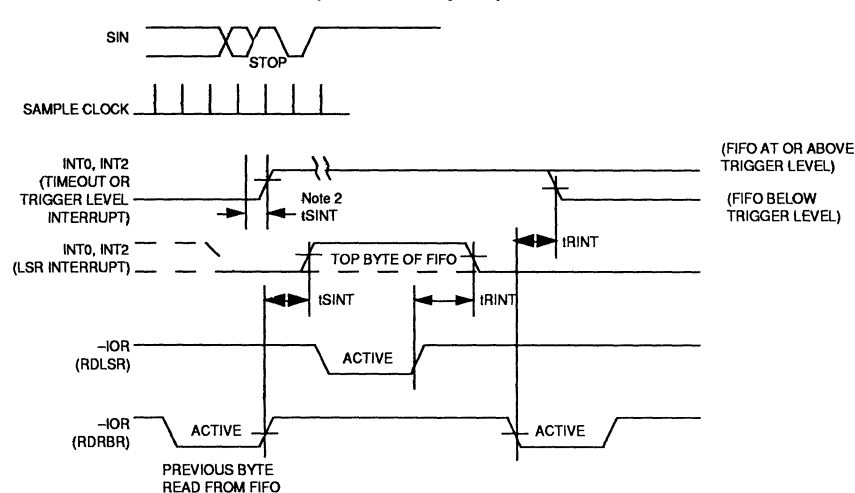 SIN
STOP
SAMPLE CLOCK
INT0, INT2
(TIMEOUT OR
TRIGGER LEVEL
INTERRUPT)
Note 2
tSINT
(FIFO AT OR ABOVE
TRIGGER LEVEL)
(FIFO BELOW
TRIGGER LEVEL)
tRINT
INT0, INT2
(LSR INTERRUPT)
TOP BYTE OF FIFO
tSINT
tRINT
–IOR
(RDLSR)
ACTIVE
–IOR
(RDRBR)
ACTIVE
ACTIVE
PREVIOUS BYTE
READ FROM FIFO